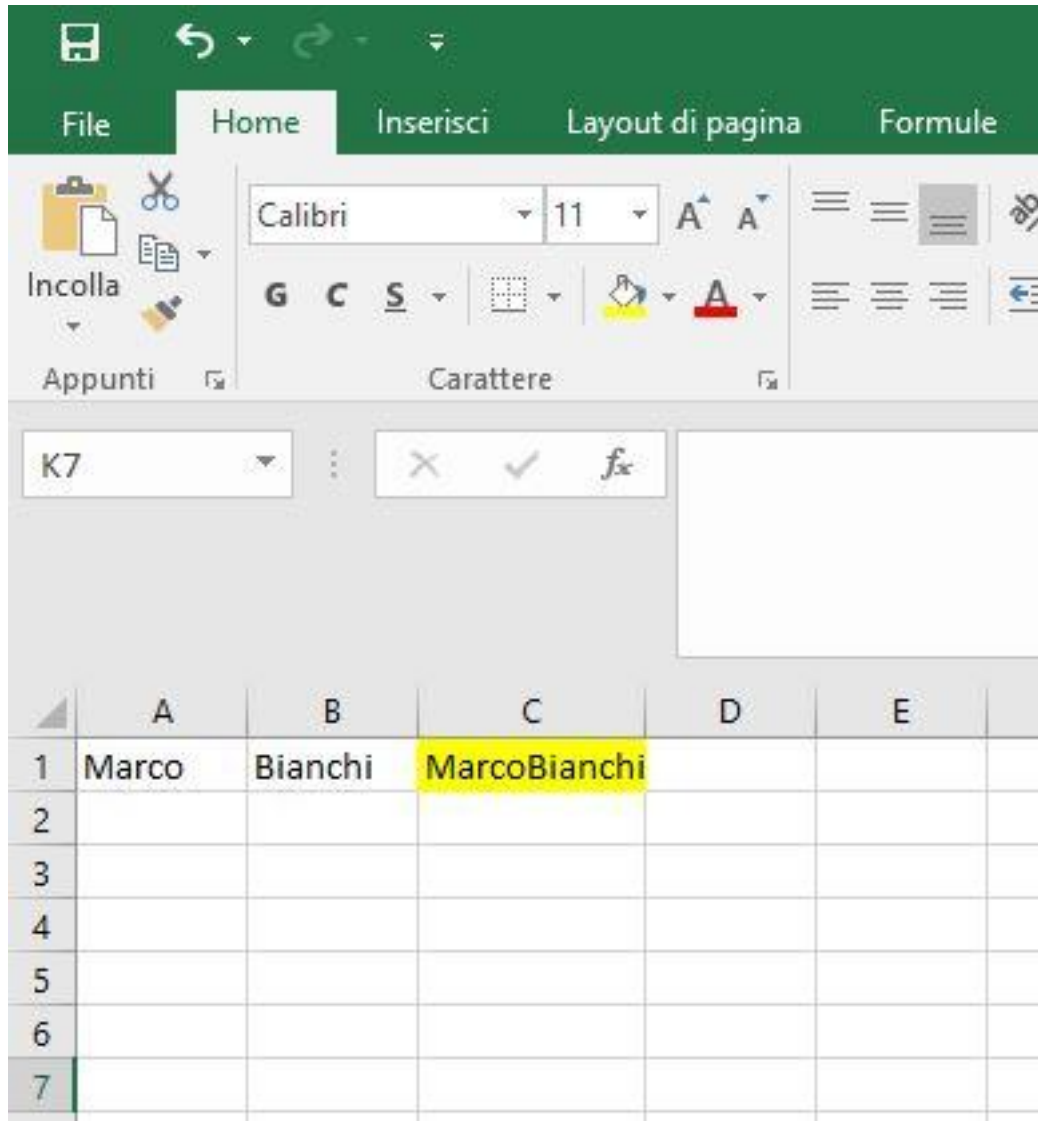 File Home Inserisci Layout di pagina Formule
Calibri 11 A A ab
Incolla G C S A
Appunti Carattere
K7 fx
A B C D E
1 Marco Bianchi MarcoBianchi
2
3
4
5
6
7